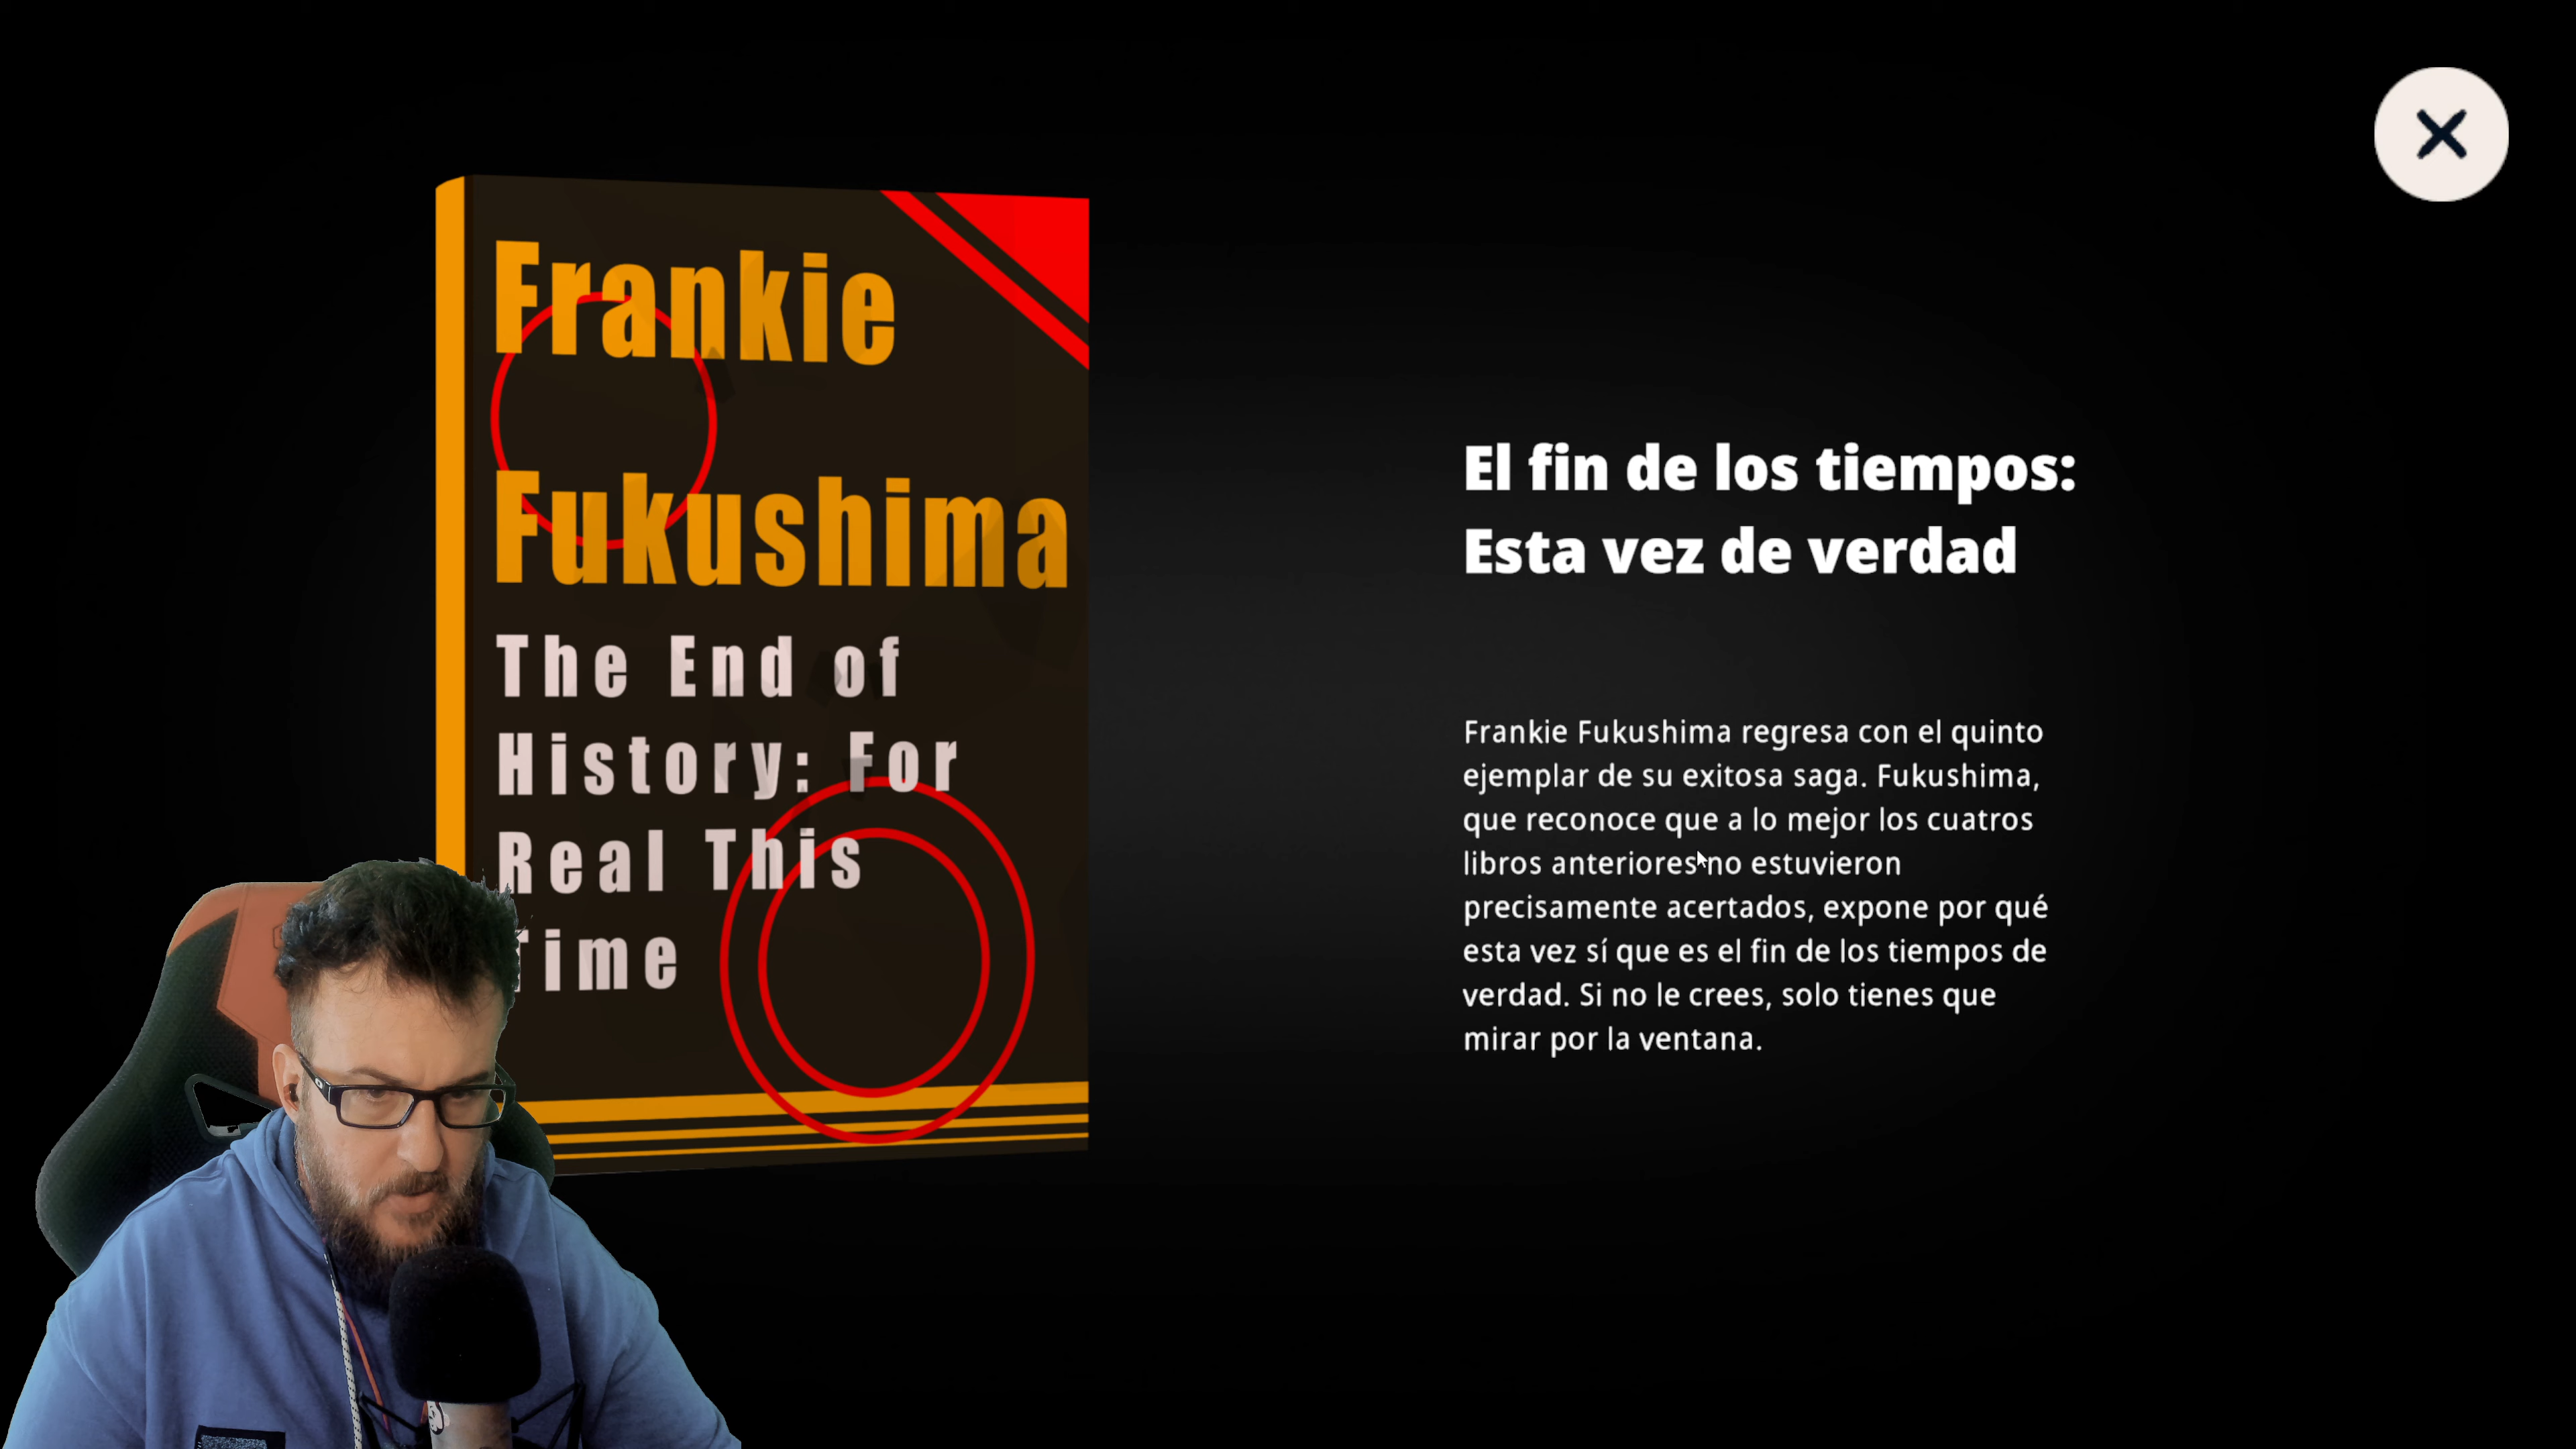 Frankie
Fukushima
The End of
History: For
Real This
Time
El fin de los tiempos:
Esta vez de verdad
Frankie Fukushima regresa con el quinto
ejemplar de su exitosa saga. Fukushima,
que reconoce que a lo mejor los cuatros
libros anteriores no estuvieron
precisamente acertados, expone por qué
esta vez sí que es el fin de los tiempos de
verdad. Si no le crees, solo tienes que
mirar por la ventana.